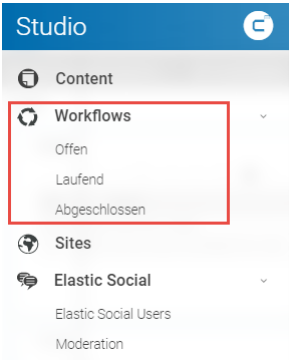 Studio
Content
Workflows
Offen
Laufend
Abgeschlossen
Sites
Elastic Social
Elastic Social Users
Moderation